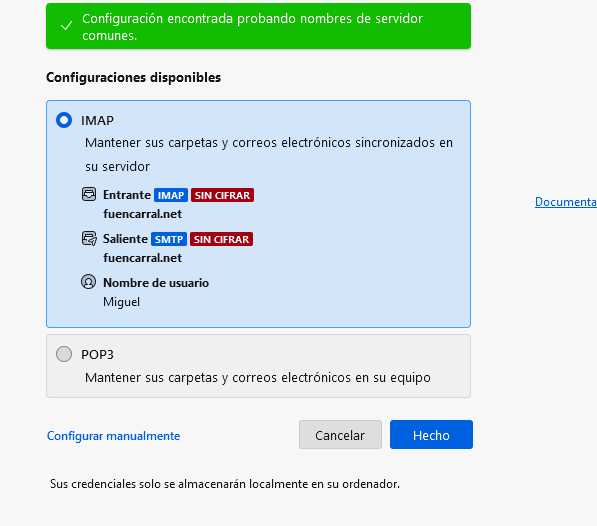 Configuración encontrada probando nombres de servidor
comunes.
Configuraciones disponibles
IMAP
Mantener sus carpetas y correos electrónicos sincronizados en
su servidor
Entrante IMAP SIN CIFRAR
fuencarral.net
Documenta
Saliente SMTP SIN CIFRAR
fuencarral.net
Nombre de usuario
Miguel
POP3
Mantener sus carpetas y correos electrónicos en su equipo
Configurar manualmente Cancelar Hecho
Sus credenciales solo se almacenarán localmente en su ordenador.